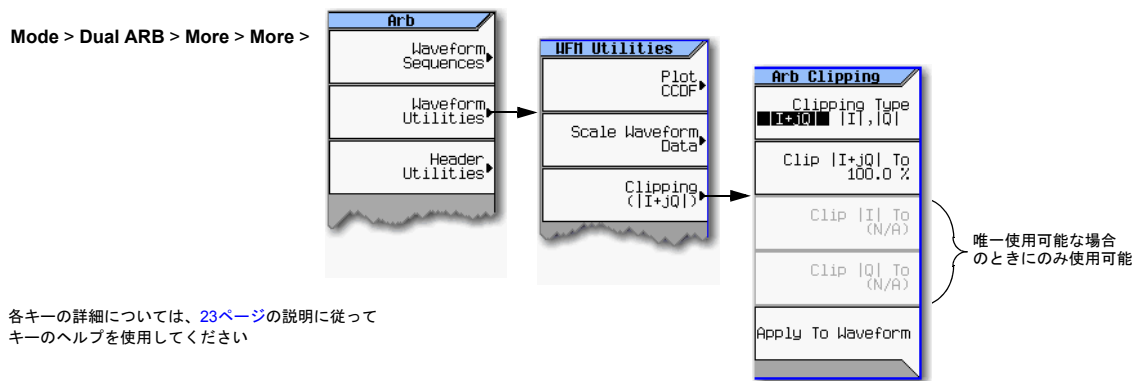 Mode > Dual ARB > More > More >
Arb
Waveform
Sequences
Waveform
Utilities
Header
Utilities
WFM Utilities
Plot
CCDF
Scale Waveform
Data
Clipping
(|I+jQ|)
Arb Clipping
Clipping Type
|I+jQ| |I|,|Q|
Clip |I+jQ| To
100.0 %
Clip |I| To
(N/A)
Clip |Q| To
(N/A)
Apply To Waveform
唯一使用可能な場合
のときにのみ使用可能
各キーの詳細については、23ページの説明に従って
キーのヘルプを使用してください